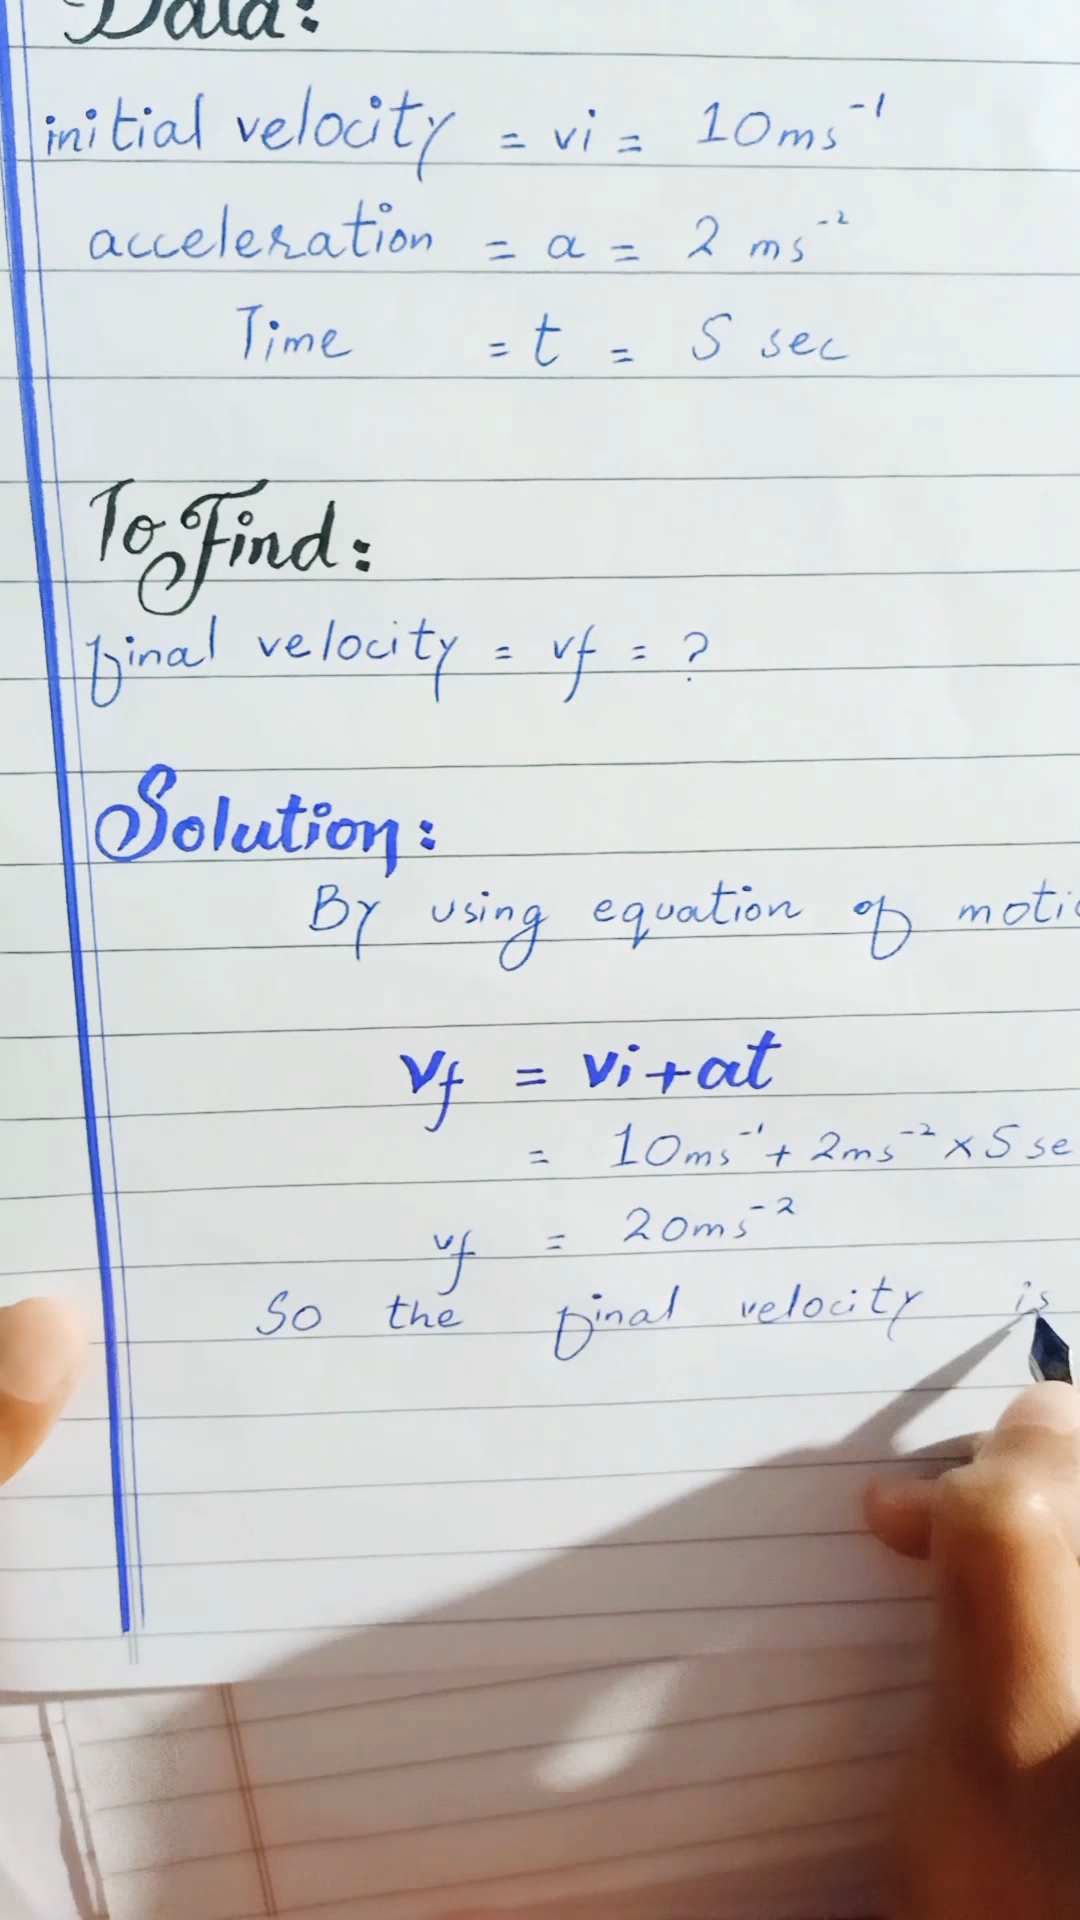 Data:
initial velocity = vi = 10ms⁻¹
acceleration = a = 2 ms⁻²
Time = t = 5 sec
To Find:
final velocity = vf = ?
Solution:
By using equation of motio
vf = vi+at
= 10ms⁻¹ + 2ms⁻² × 5 se
vf = 20ms⁻²
So the final velocity is